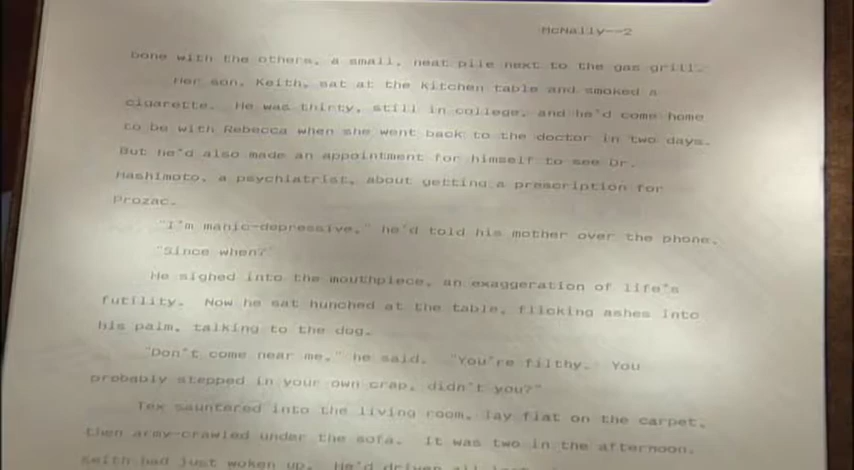 McNally--2
bone with the others, a small, neat pile next to the gas grill.
Her son, Keith, sat at the kitchen table and smoked a
cigarette. He was thirty, still in college, and he'd come home
to be with Rebecca when she went back to the doctor in two days.
But he'd also made an appointment for himself to see Dr.
Hashimoto, a psychiatrist, about getting a prescription for
Prozac.
"I'm manic-depressive," he'd told his mother over the phone.
"Since when?"
He sighed into the mouthpiece, an exaggeration of life's
futility. Now he sat hunched at the table, flicking ashes into
his palm, talking to the dog.
"Don't come near me," he said. "You're filthy. You
probably stepped in your own crap, didn't you?"
Tex sauntered into the living room, lay flat on the carpet,
then army-crawled under the sofa. It was two in the afternoon.
Keith had just woken up. He'd driven all